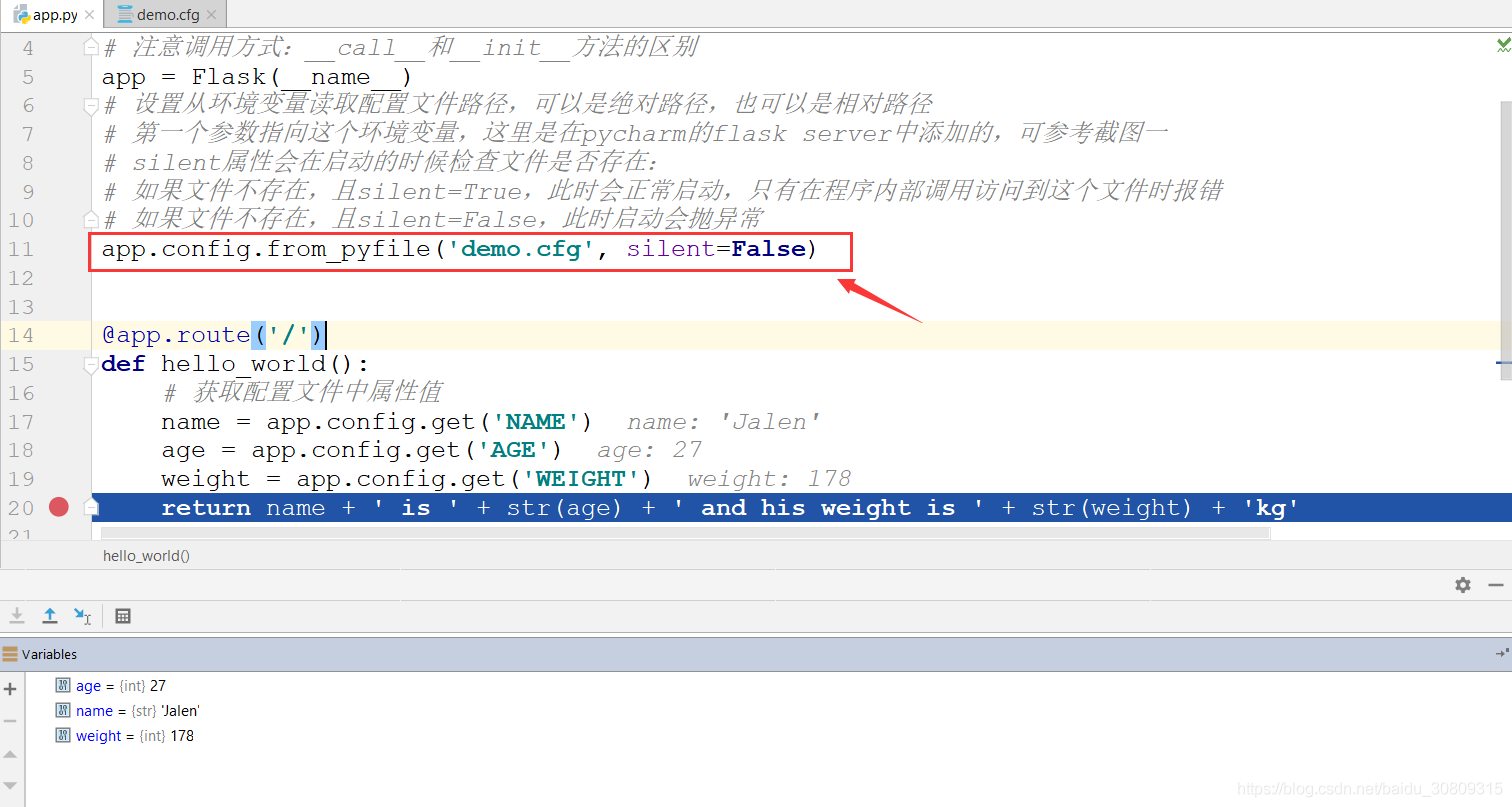 app.py
demo.cfg
4 # 注意调用方式：__call__和__init__方法的区别
5 app = Flask(__name__)
6 # 设置从环境变量读取配置文件路径，可以是绝对路径，也可以是相对路径
7 # 第一个参数指向这个环境变量，这里是在pycharm的flask server中添加的，可参考截图一
8 # silent属性会在启动的时候检查文件是否存在：
9 # 如果文件不存在，且silent=True，此时会正常启动，只有在程序内部调用访问到这个文件时报错
10 # 如果文件不存在，且silent=False，此时启动会抛异常
11 app.config.from_pyfile('demo.cfg', silent=False)
12
13
14 @app.route('/')
15 def hello_world():
16 # 获取配置文件中属性值
17 name = app.config.get('NAME') name: 'Jalen'
18 age = app.config.get('AGE') age: 27
19 weight = app.config.get('WEIGHT') weight: 178
20 return name + ' is ' + str(age) + ' and his weight is ' + str(weight) + 'kg'
21
hello_world()
Variables
age = {int} 27
name = {str} 'Jalen'
weight = {int} 178
https://blog.csdn.net/baidu_30809315